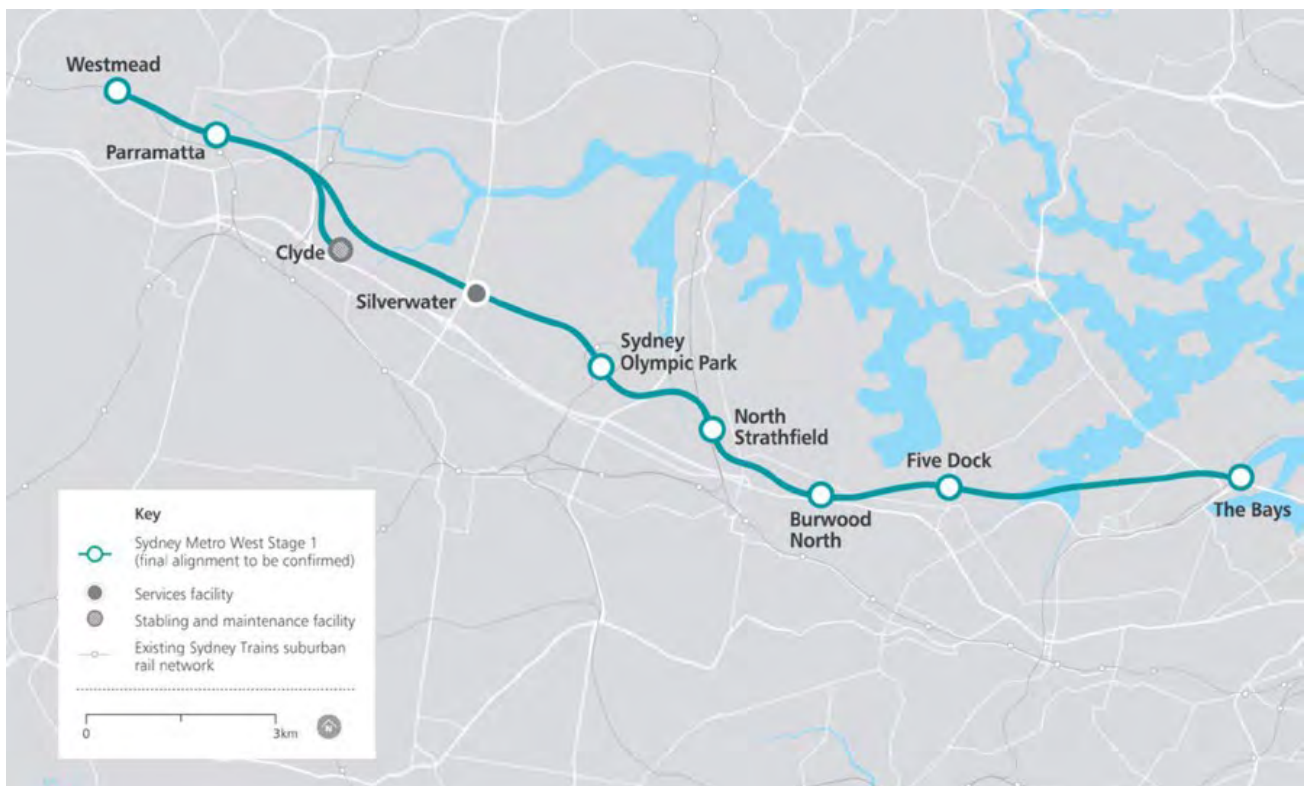 Westmead
Parramatta
Clyde
Silverwater
Sydney
Olympic Park
North
Strathfield
Five Dock
Burwood
North
The Bays
Key
Sydney Metro West Stage 1
(final alignment to be confirmed)
Services facility
Stabling and maintenance facility
Existing Sydney Trains suburban
rail network
0
3km
N